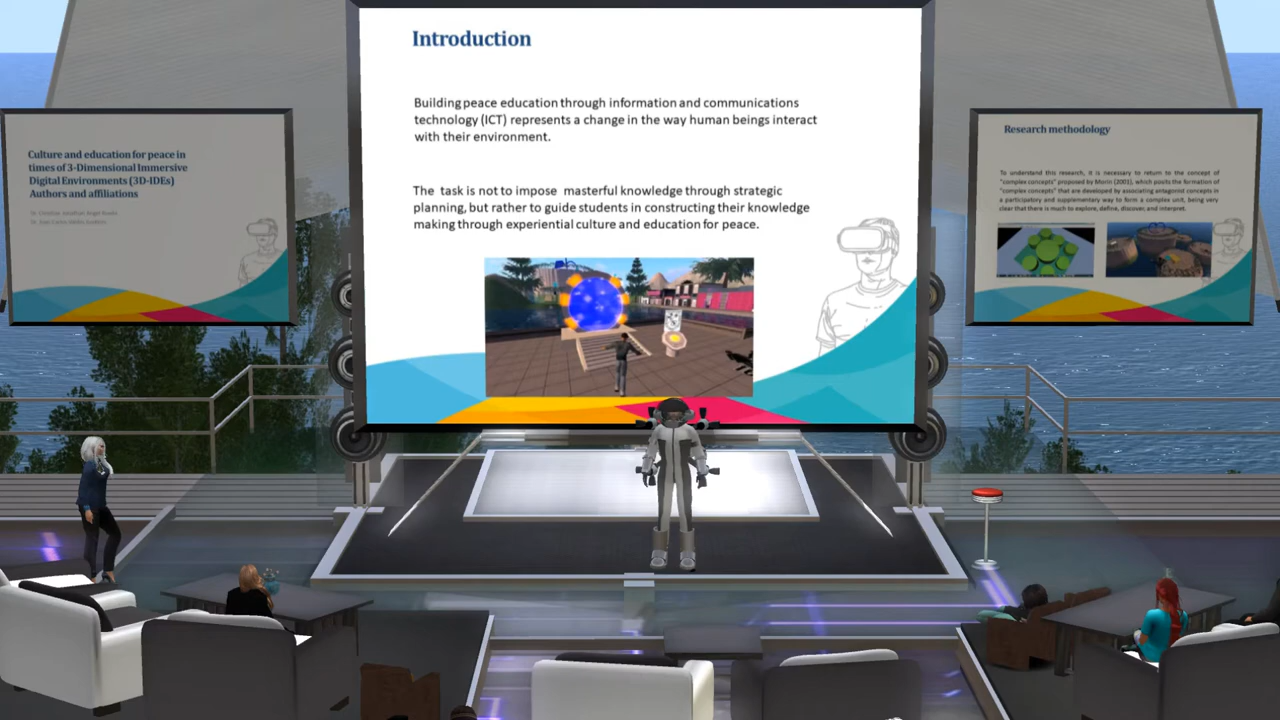 Culture and education for peace in
times of 3-Dimensional Immersive
Digital Environments (3D-IDEs)
Authors and affiliations
Introduction
Building peace education through information and communications
technology (ICT) represents a change in the way human beings interact
with their environment.
The task is not to impose masterful knowledge through strategic
planning, but rather to guide students in constructing their knowledge
making through experiential culture and education for peace.
Research methodology
To understand this research, it is necessary to return to the concept of
"complex concepts" proposed by Morin (2001), which posits the formation of
"complex concepts" that are developed by associating antagonist concepts in
a participatory and supplementary way to form a complex unit, being very
clear that there is much to explore, define, discover, and interpret.